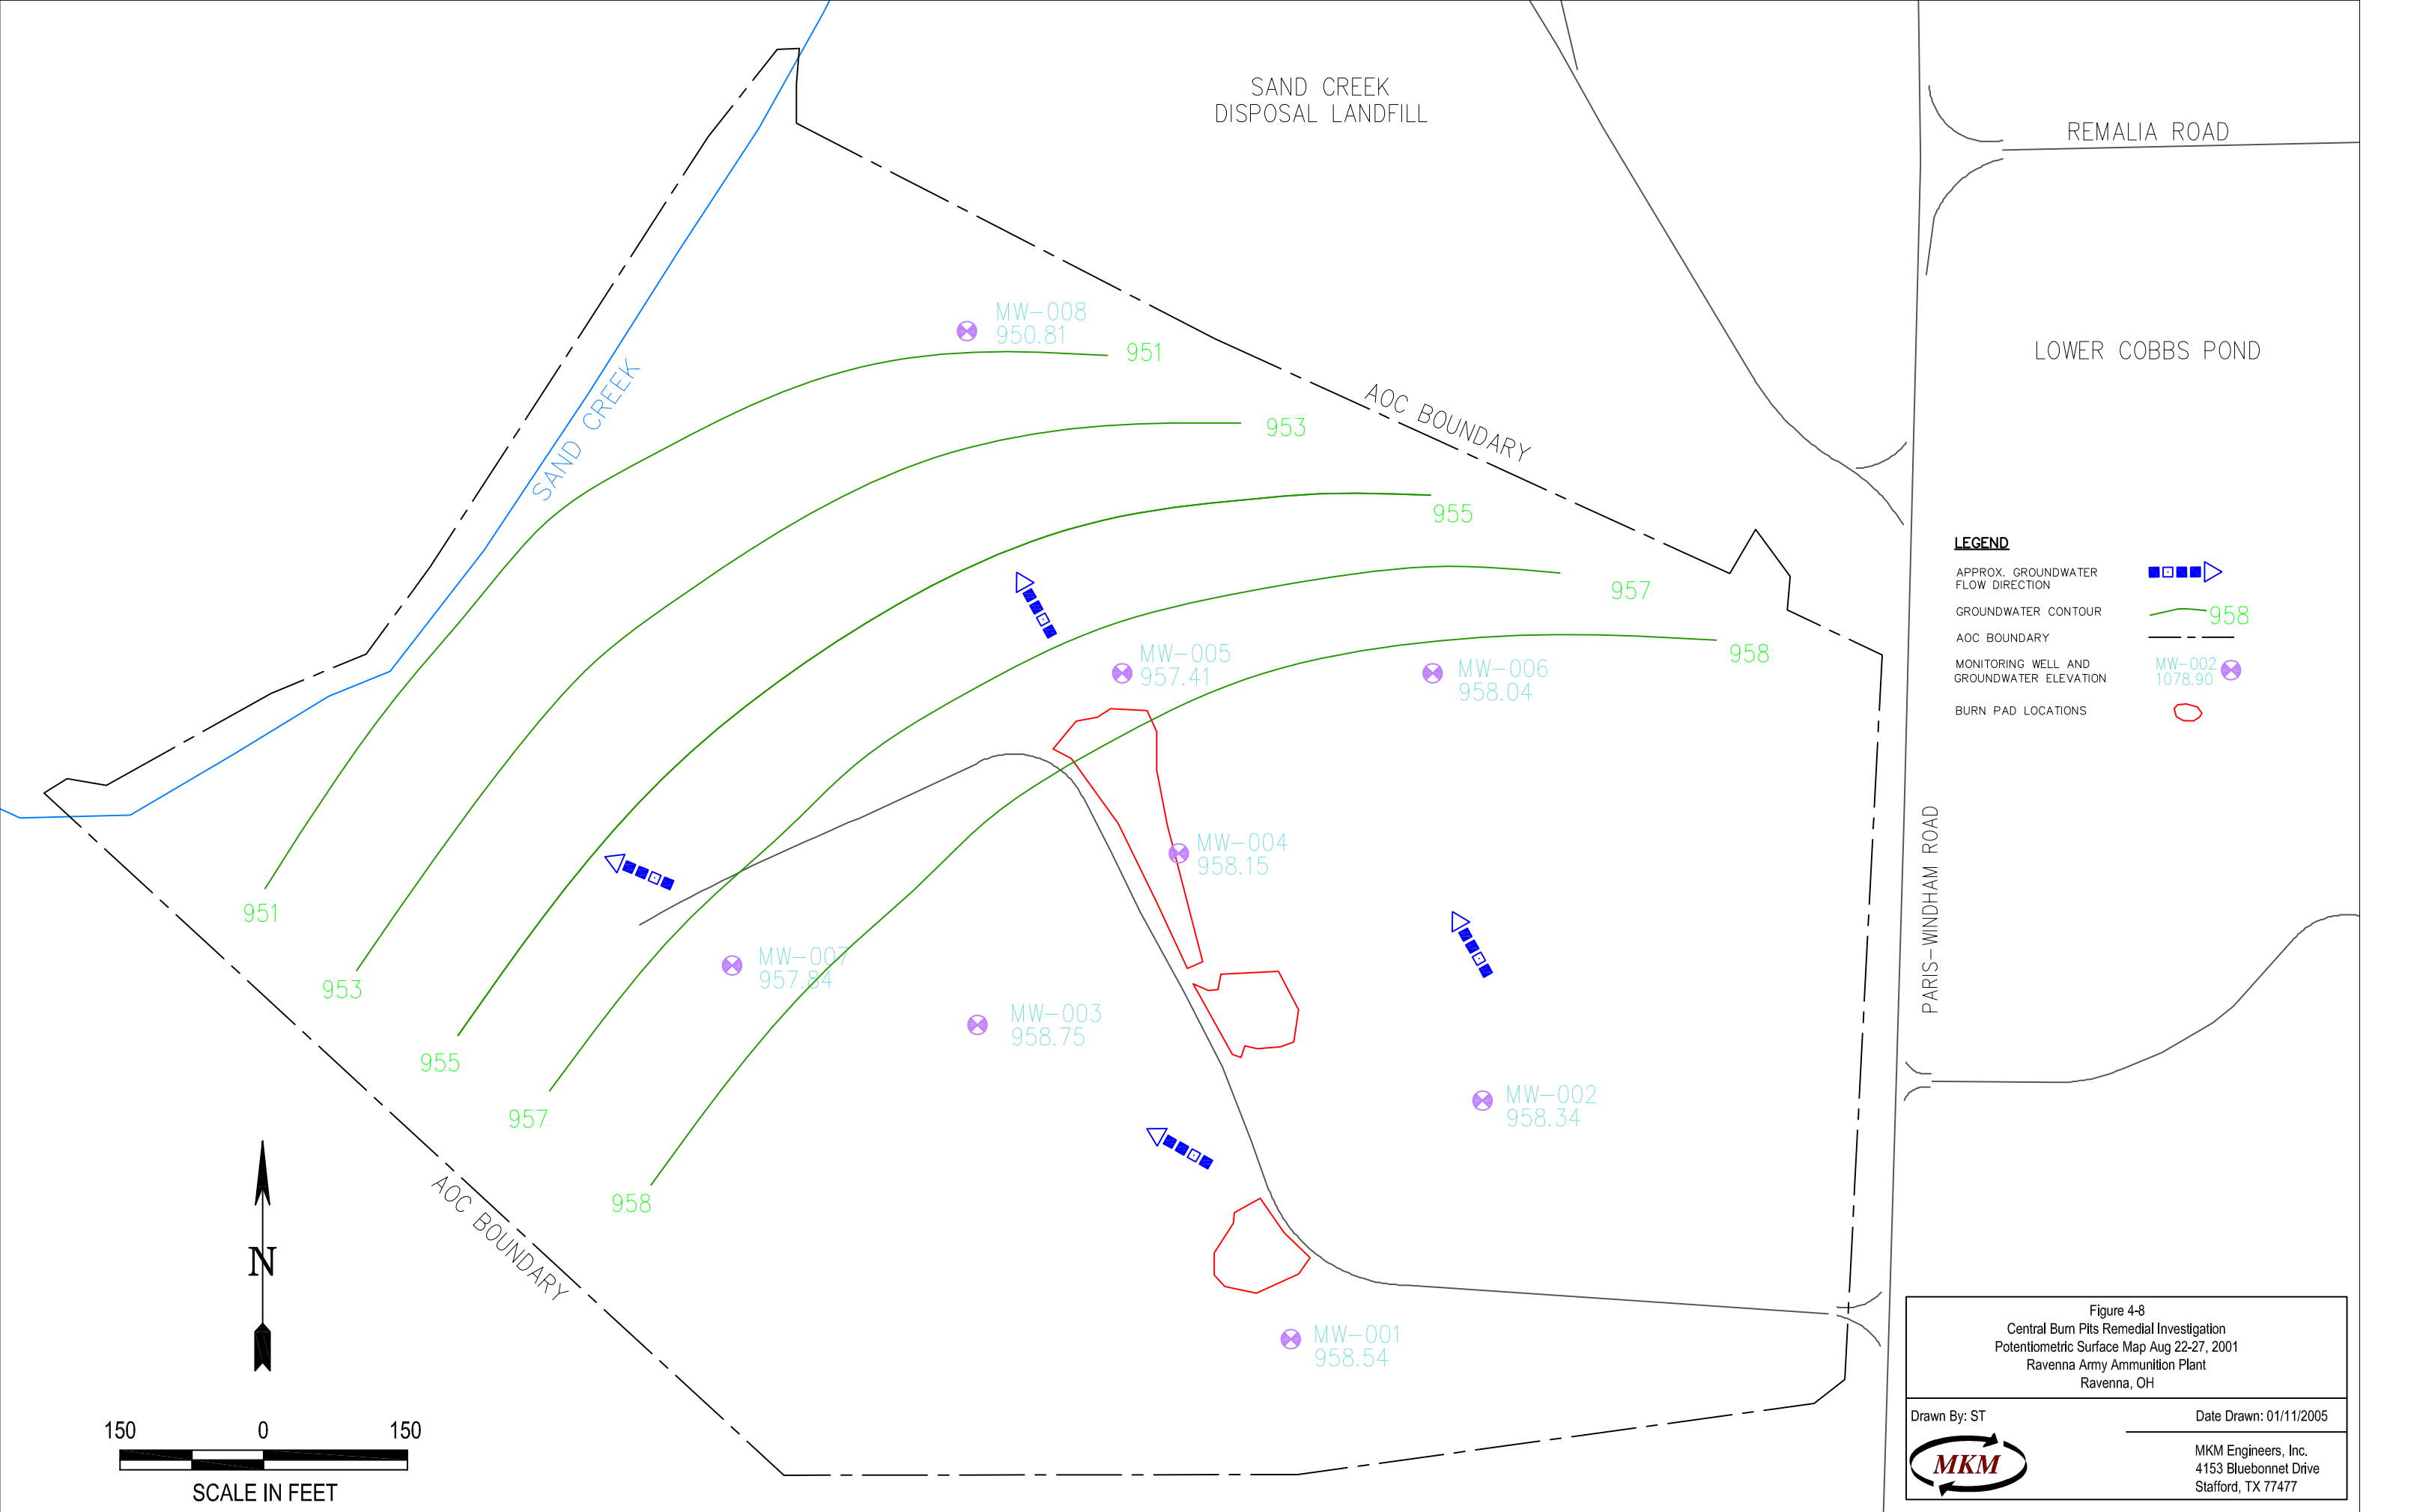 SAND CREEK
DISPOSAL LANDFILL
REMALIA ROAD
MW-008
950.81
951
LOWER COBBS POND
SAND CREEK
953
AOC BOUNDARY
955
957
958
MW-005
957.41
MW-006
958.04
LEGEND
APPROX. GROUNDWATER
FLOW DIRECTION
GROUNDWATER CONTOUR
958
AOC BOUNDARY
MONITORING WELL AND
GROUNDWATER ELEVATION
MW-002
1078.90
BURN PAD LOCATIONS
MW-004
958.15
PARIS-WINDHAM ROAD
951
953
MW-007
957.84
MW-003
958.75
955
957
MW-002
958.34
958
AOC BOUNDARY
N
MW-001
958.54
150 0 150
SCALE IN FEET
Figure 4-8
Central Burn Pits Remedial Investigation
Potentiometric Surface Map Aug 22-27, 2001
Ravenna Army Ammunition Plant
Ravenna, OH
Drawn By: ST
Date Drawn: 01/11/2005
MKM
MKM Engineers, Inc.
4153 Bluebonnet Drive
Stafford, TX 77477